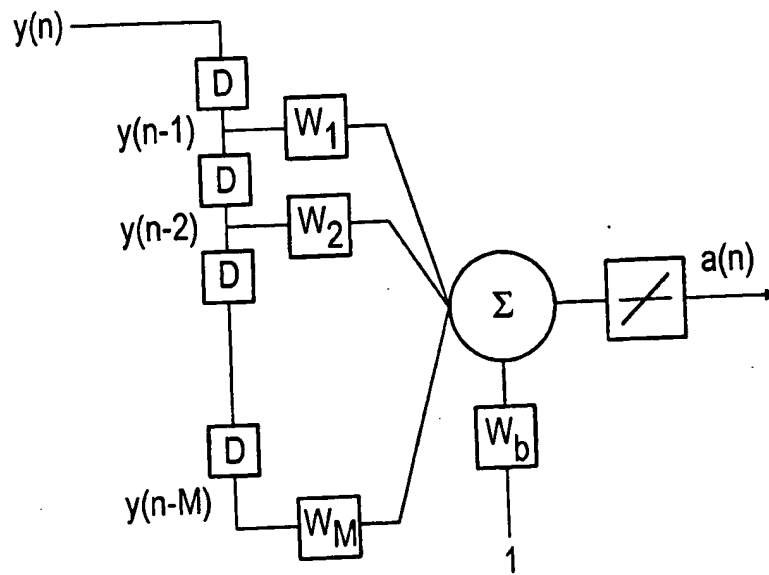 y(n)
D
y(n-1)
W1
D
y(n-2)
W2
D
Σ
a(n)
D
Wb
y(n-M)
WM
1